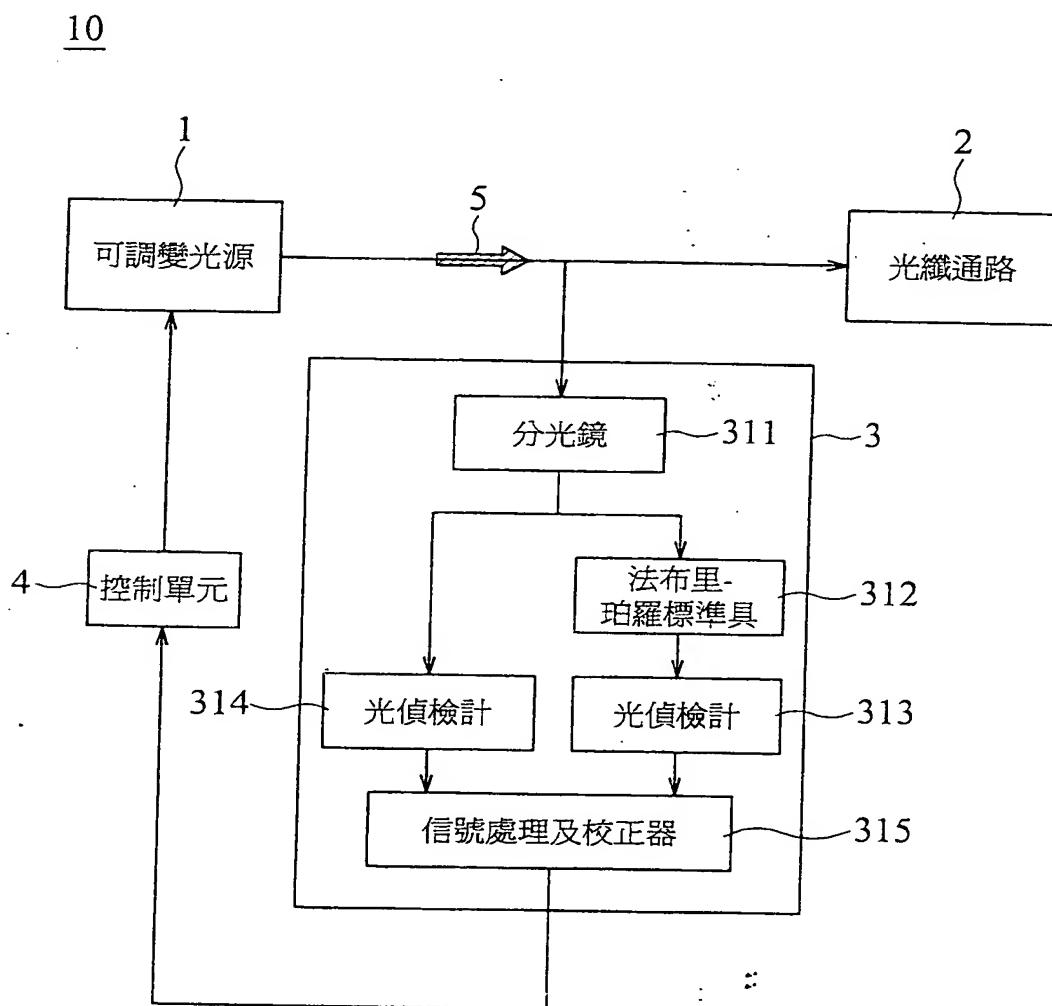 10
1
2
5
可調變光源
光纖通路
分光鏡
311
3
4
控制單元
法布里-
珀羅標準具
312
314
光偵檢計
光偵檢計
313
信號處理及校正器
315